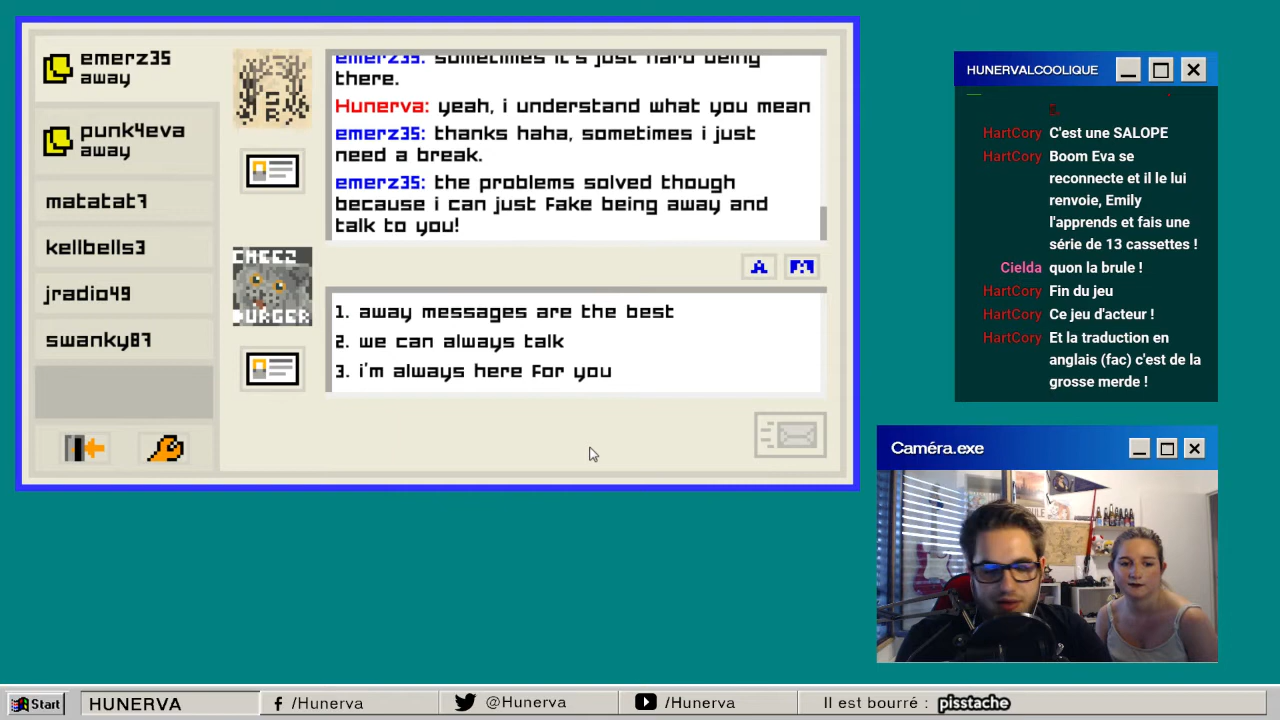 emerz35
away
punk4eva
away
matatat7
kellbells3
jradio49
swanky87
emerz35: sometimes it's just hard being
there.
Hunerva: yeah, i understand what you mean
emerz35: thanks haha, sometimes i just
need a break.
emerz35: the problems solved though
because i can just fake being away and
talk to you!
CHEEZ
BURGER
A
A
1. away messages are the best
2. we can always talk
3. i'm always here for you
HUNERVALCOOLIQUE
HartCory C'est une SALOPE
HartCory Boom Eva se
reconnecte et il le lui
renvoie, Emily
l'apprends et fais une
série de 13 cassettes !
Cielda quon la brule !
HartCory Fin du jeu
HartCory Ce jeu d'acteur !
HartCory Et la traduction en
anglais (fac) c'est de la
grosse merde !
Caméra.exe
Start
HUNERVA
/Hunerva
@Hunerva
/Hunerva
Il est bourré : pisstache